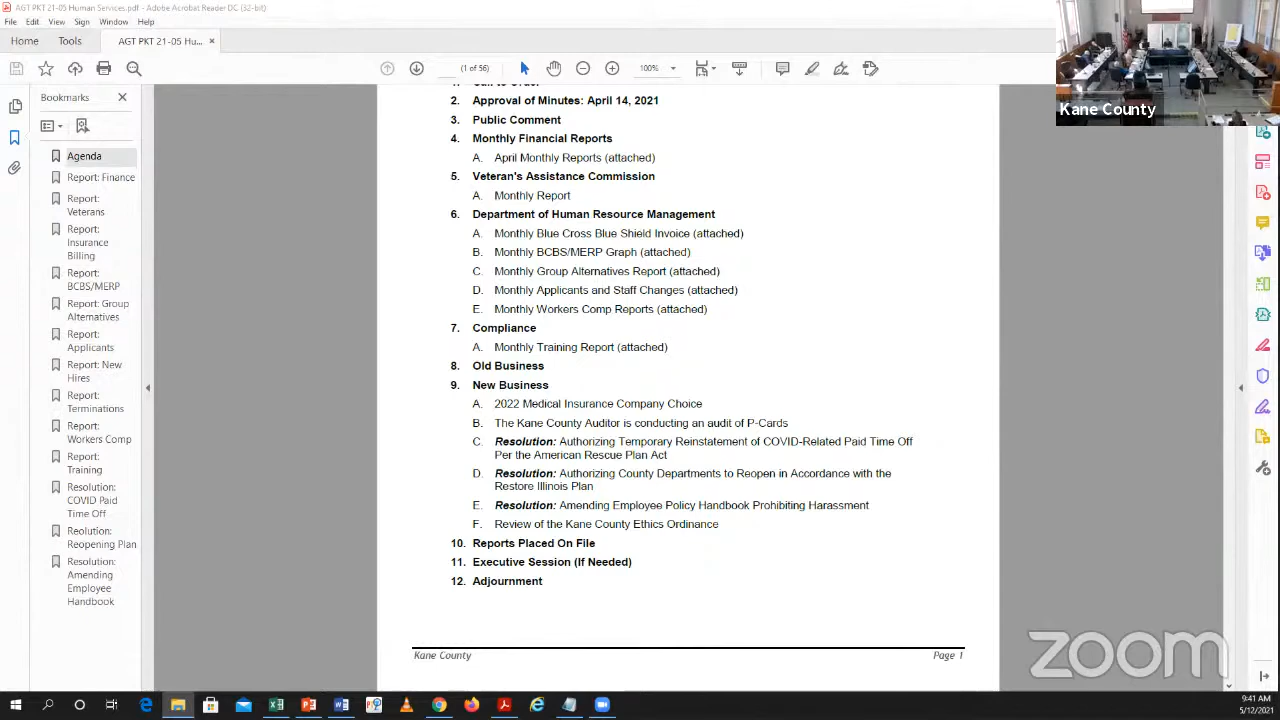 AGT PKT 21-05 Human Services.pdf - Adobe Acrobat Reader DC (32-bit)
File Edit View Sign Window Help
Home Tools AGT PKT 21-05 Hu... ×
(1 of 56) 100%
Bookmarks
Agenda
Report: Finance
Report:
Veterans
Report:
Insurance
Billing
Report:
BCBS/MERP
Report: Group
Alternatives
Report:
Applicants
Report: New
Hires
Report:
Terminations
Report:
Workers Comp
Report:
Training
Resolution:
COVID Paid
Time Off
Reolution:
Reopening Plan
Resolution:
Amending
Employee
Handbook
1. Call to Order
2. Approval of Minutes: April 14, 2021
3. Public Comment
4. Monthly Financial Reports
A. April Monthly Reports (attached)
5. Veteran's Assistance Commission
A. Monthly Report
6. Department of Human Resource Management
A. Monthly Blue Cross Blue Shield Invoice (attached)
B. Monthly BCBS/MERP Graph (attached)
C. Monthly Group Alternatives Report (attached)
D. Monthly Applicants and Staff Changes (attached)
E. Monthly Workers Comp Reports (attached)
7. Compliance
A. Monthly Training Report (attached)
8. Old Business
9. New Business
A. 2022 Medical Insurance Company Choice
B. The Kane County Auditor is conducting an audit of P-Cards
C. Resolution: Authorizing Temporary Reinstatement of COVID-Related Paid Time Off
Per the American Rescue Plan Act
D. Resolution: Authorizing County Departments to Reopen in Accordance with the
Restore Illinois Plan
E. Resolution: Amending Employee Policy Handbook Prohibiting Harassment
F. Review of the Kane County Ethics Ordinance
10. Reports Placed On File
11. Executive Session (If Needed)
12. Adjournment
Kane County Page 1
Kane County
zoom
9:41 AM
5/12/2021